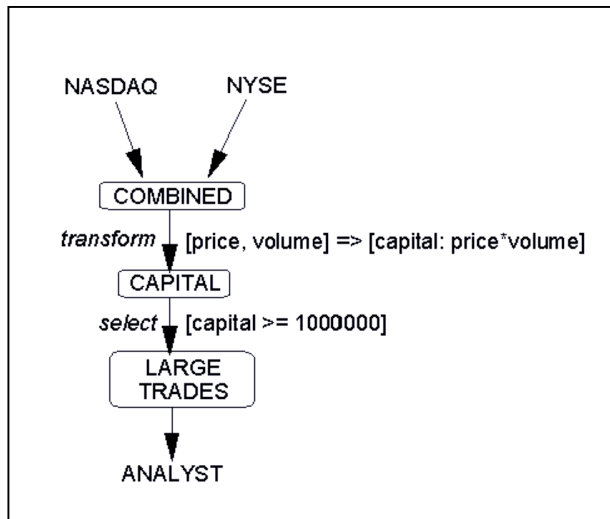 NASDAQ NYSE
COMBINED
transform [price, volume] => [capital: price*volume]
CAPITAL
select [capital >= 1000000]
LARGE
TRADES
ANALYST